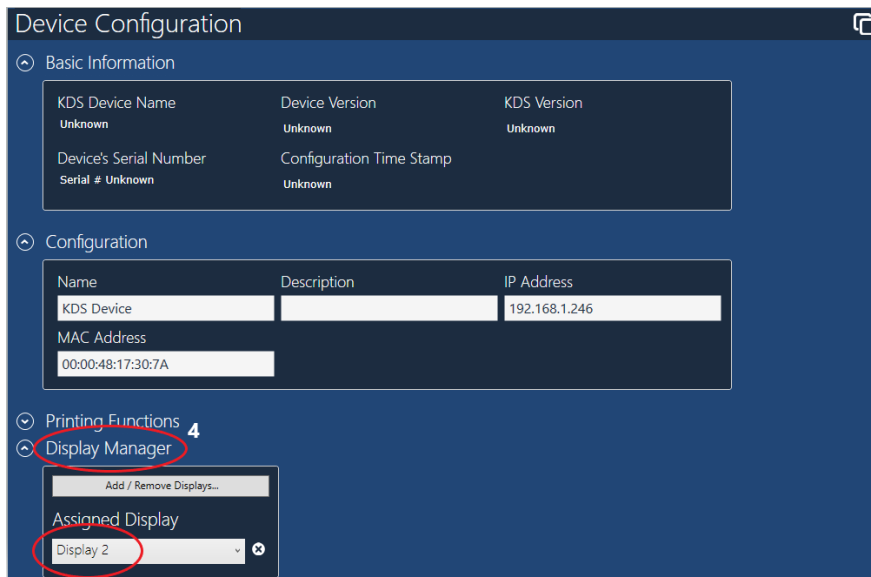 Device Configuration
Basic Information
KDS Device Name Device Version KDS Version
Unknown Unknown Unknown
Device's Serial Number Configuration Time Stamp
Serial # Unknown Unknown
Configuration
Name Description IP Address
KDS Device 192.168.1.246
MAC Address
00:00:48:17:30:7A
Printing Functions 4
Display Manager
Add / Remove Displays...
Assigned Display
Display 2